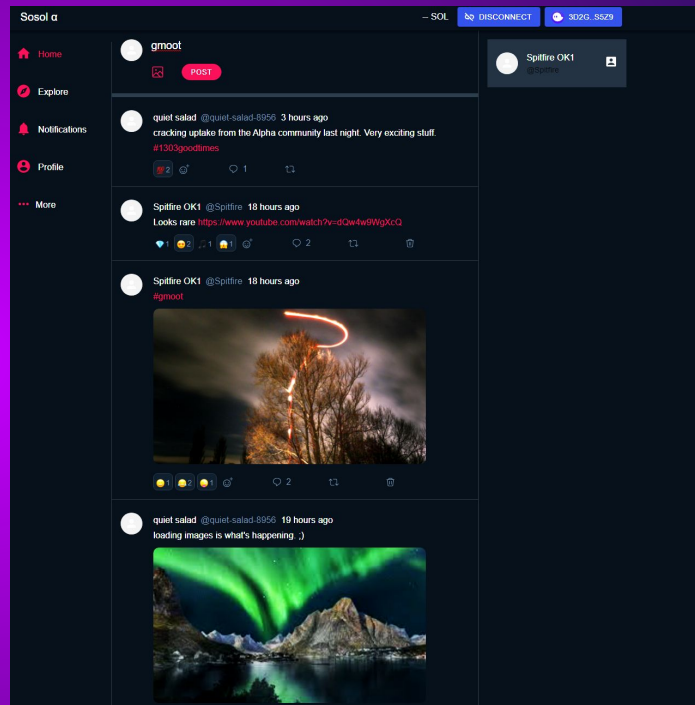 Sosol α
-- SOL
DISCONNECT
3D2G..S5Z9
Home
Explore
Notifications
Profile
More
gmoot
POST
quiet salad @quiet-salad-8956 3 hours ago
cracking uptake from the Alpha community last night. Very exciting stuff.
#1303goodtimes
💯 2 1
Spitfire OK1 @Spitfire 18 hours ago
Looks rare https://www.youtube.com/watch?v=dQw4w9WgXcQ
1 2 1 1 2
Spitfire OK1 @Spitfire 18 hours ago
#gmoot
1 2 1 2
quiet salad @quiet-salad-8956 19 hours ago
loading images is what's happening. ;)
Spitfire OK1
@Spitfire